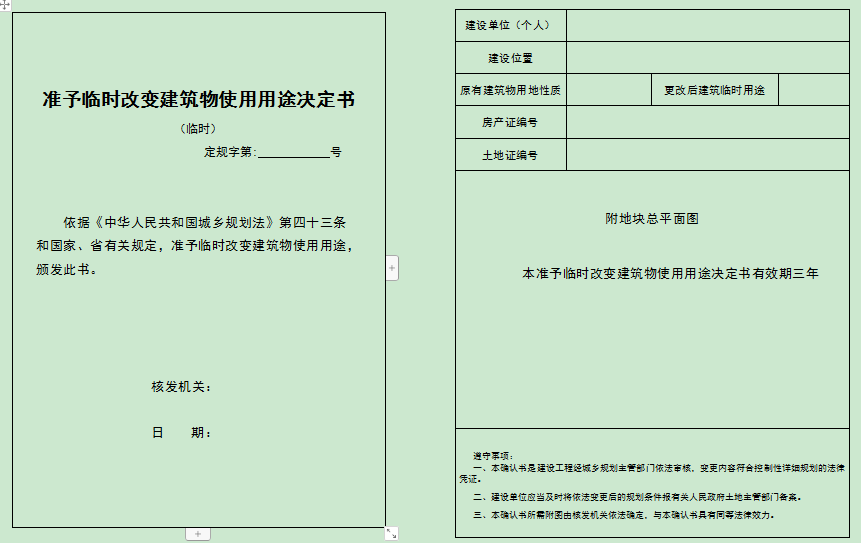 准予临时改变建筑物使用用途决定书
（临时）
定规字第:___________号
依据《中华人民共和国城乡规划法》第四十三条
和国家、省有关规定，准予临时改变建筑物使用用途，
颁发此书。
核发机关：
日 期：
建设单位（个人）
建设位置
原有建筑物用地性质 更改后建筑临时用途
房产证编号
土地证编号
附地块总平面图
本准予临时改变建筑物使用用途决定书有效期三年
遵守事项：
一、本确认书是建设工程经城乡规划主管部门依法审核，变更内容符合控制性详细规划的法律
凭证。
二、建设单位应当及时将依法变更后的规划条件报有关人民政府土地主管部门备案。
三、本确认书所需附图由核发机关依法确定，与本确认书具有同等法律效力。